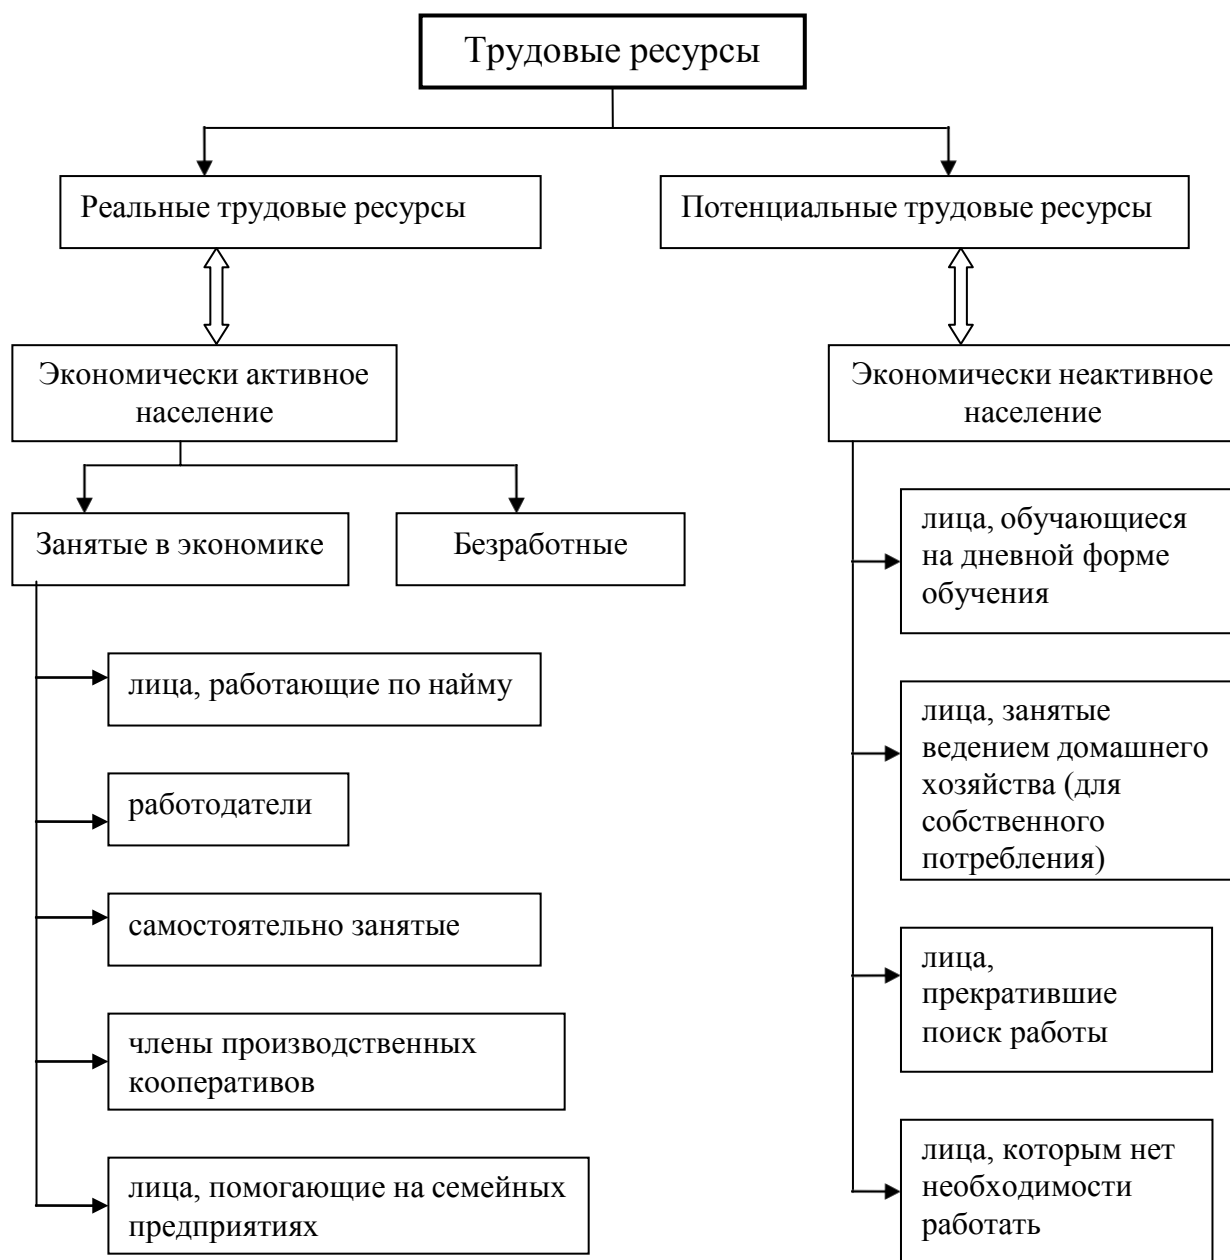 Трудовые ресурсы
Реальные трудовые ресурсы
Потенциальные трудовые ресурсы
Экономически активное
население
Экономически неактивное
население
Занятые в экономике
Безработные
лица, обучающиеся
на дневной форме
обучения
лица, работающие по найму
лица, занятые
ведением домашнего
хозяйства (для
собственного
потребления)
работодатели
самостоятельно занятые
лица,
прекратившие
поиск работы
члены производственных
кооперативов
лица, которым нет
необходимости
работать
лица, помогающие на семейных
предприятиях